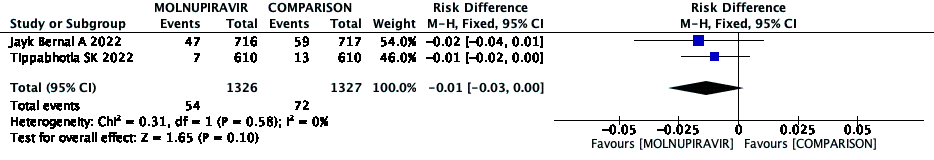 MOLNUPIRAVIR COMPARISON Risk Difference Risk Difference
Study or Subgroup Events Total Events Total Weight M-H, Fixed, 95% CI M-H, Fixed, 95% CI
Jayk Bernal A 2022 47 716 59 717 54.0% -0.02 [-0.04, 0.01]
Tippabhotla SK 2022 7 610 13 610 46.0% -0.01 [-0.02, 0.00]
Total (95% CI) 1326 1327 100.0% -0.01 [-0.03, 0.00]
Total events 54 72
Heterogeneity: Chi² = 0.31, df = 1 (P = 0.58); I² = 0%
Test for overall effect: Z = 1.65 (P = 0.10)
-0.05 -0.025 0 0.025 0.05
Favours [MOLNUPIRAVIR] Favours [COMPARISON]